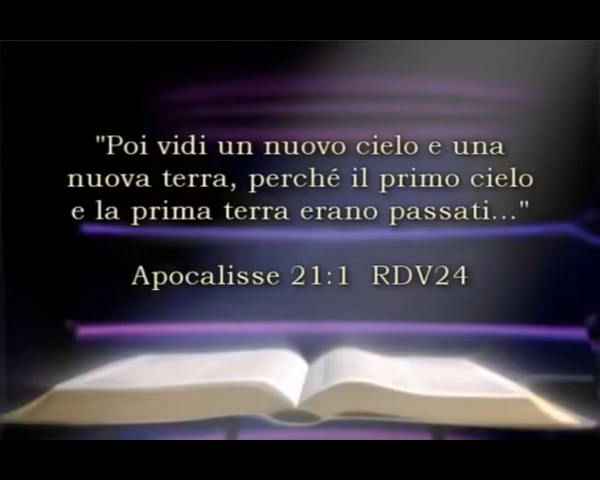 "Poi vidi un nuovo cielo e una
nuova terra, perché il primo cielo
e la prima terra erano passati..."
Apocalisse 21:1 RDV24